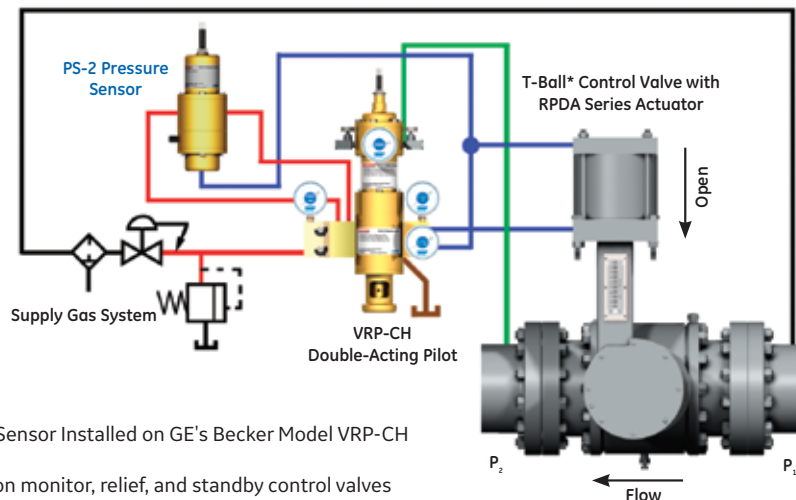 PS-2 Pressure
Sensor
T-Ball* Control Valve with
RPDA Series Actuator
Open
Supply Gas System
VRP-CH
Double-Acting Pilot
Sensor Installed on GE's Becker Model VRP-CH
on monitor, relief, and standby control valves
P₂
P₁
Flow